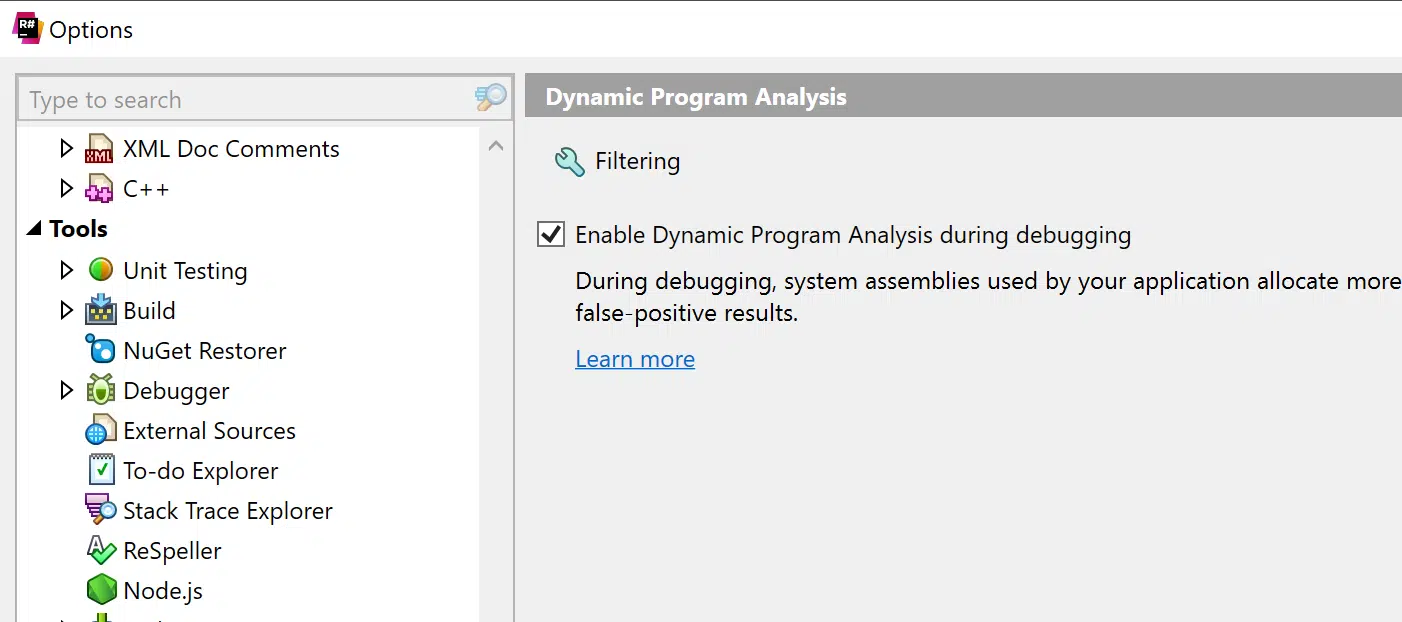 R#
Options
Type to search
XML Doc Comments
XML
C++
Tools
Unit Testing
Build
NuGet Restorer
Debugger
External Sources
To-do Explorer
Stack Trace Explorer
ReSpeller
Node.js
Dynamic Program Analysis
Filtering
Enable Dynamic Program Analysis during debugging
During debugging, system assemblies used by your application allocate more
false-positive results.
Learn more